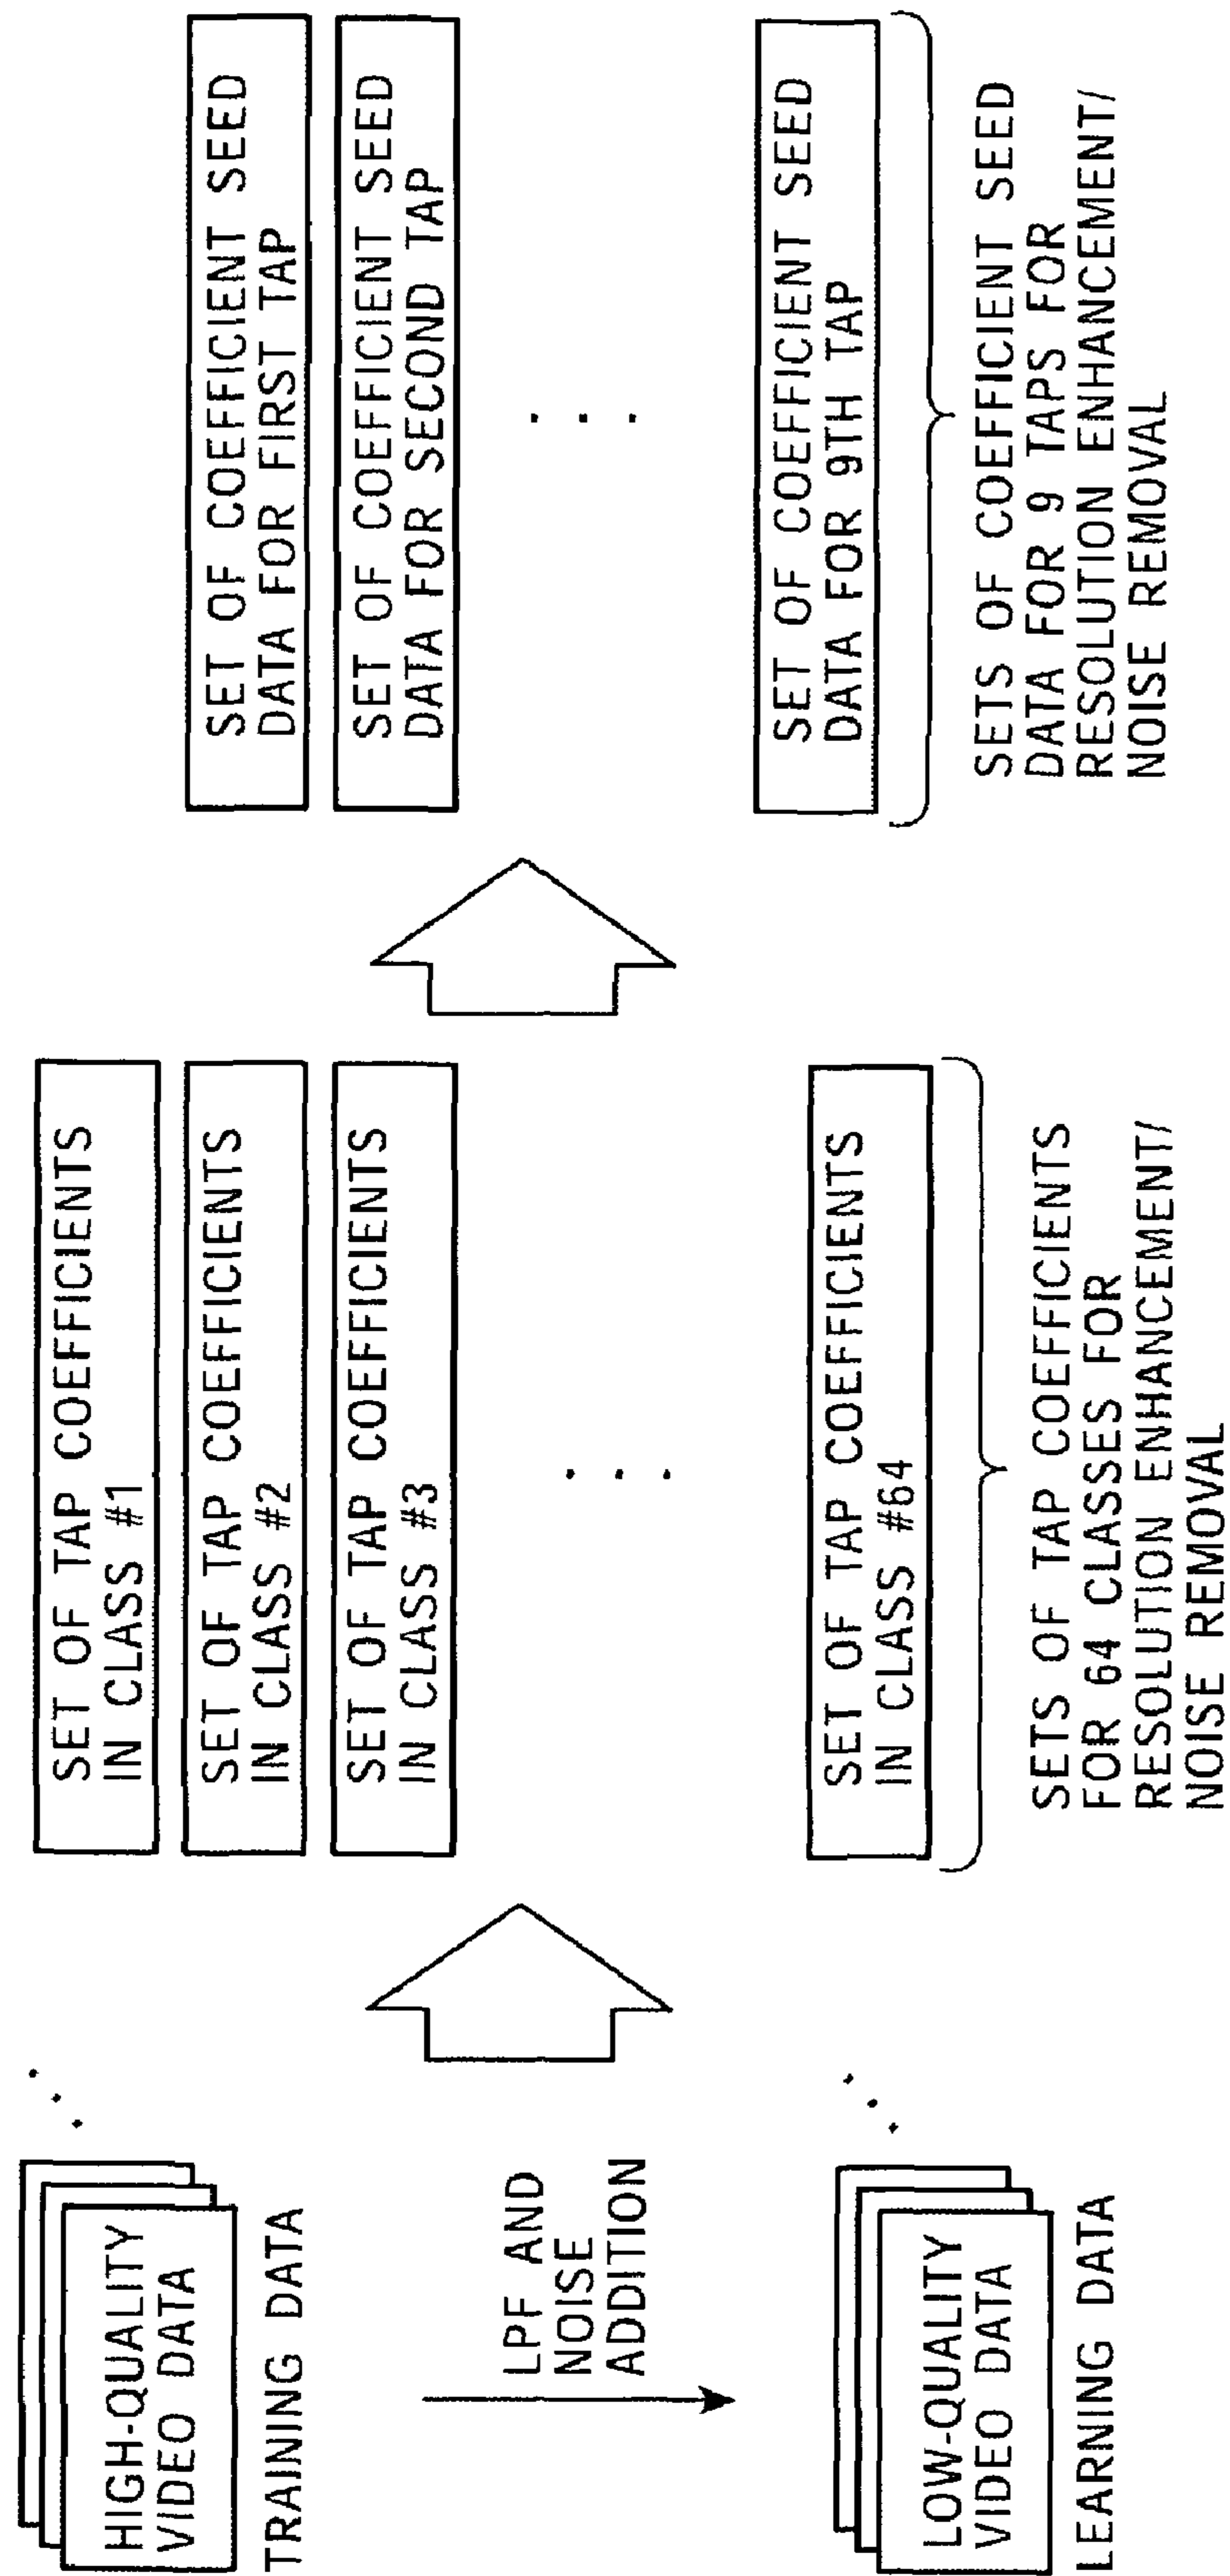 HIGH-QUALITY
VIDEO DATA
TRAINING DATA
LPF AND
NOISE
ADDITION
LOW-QUALITY
VIDEO DATA
LEARNING DATA
SET OF TAP COEFFICIENTS
IN CLASS #1
SET OF TAP COEFFICIENTS
IN CLASS #2
SET OF TAP COEFFICIENTS
IN CLASS #3
SET OF TAP COEFFICIENTS
IN CLASS #64
SETS OF TAP COEFFICIENTS
FOR 64 CLASSES FOR
RESOLUTION ENHANCEMENT/
NOISE REMOVAL
SET OF COEFFICIENT SEED
DATA FOR FIRST TAP
SET OF COEFFICIENT SEED
DATA FOR SECOND TAP
SET OF COEFFICIENT SEED
DATA FOR 9TH TAP
SETS OF COEFFICIENT SEED
DATA FOR 9 TAPS FOR
RESOLUTION ENHANCEMENT/
NOISE REMOVAL